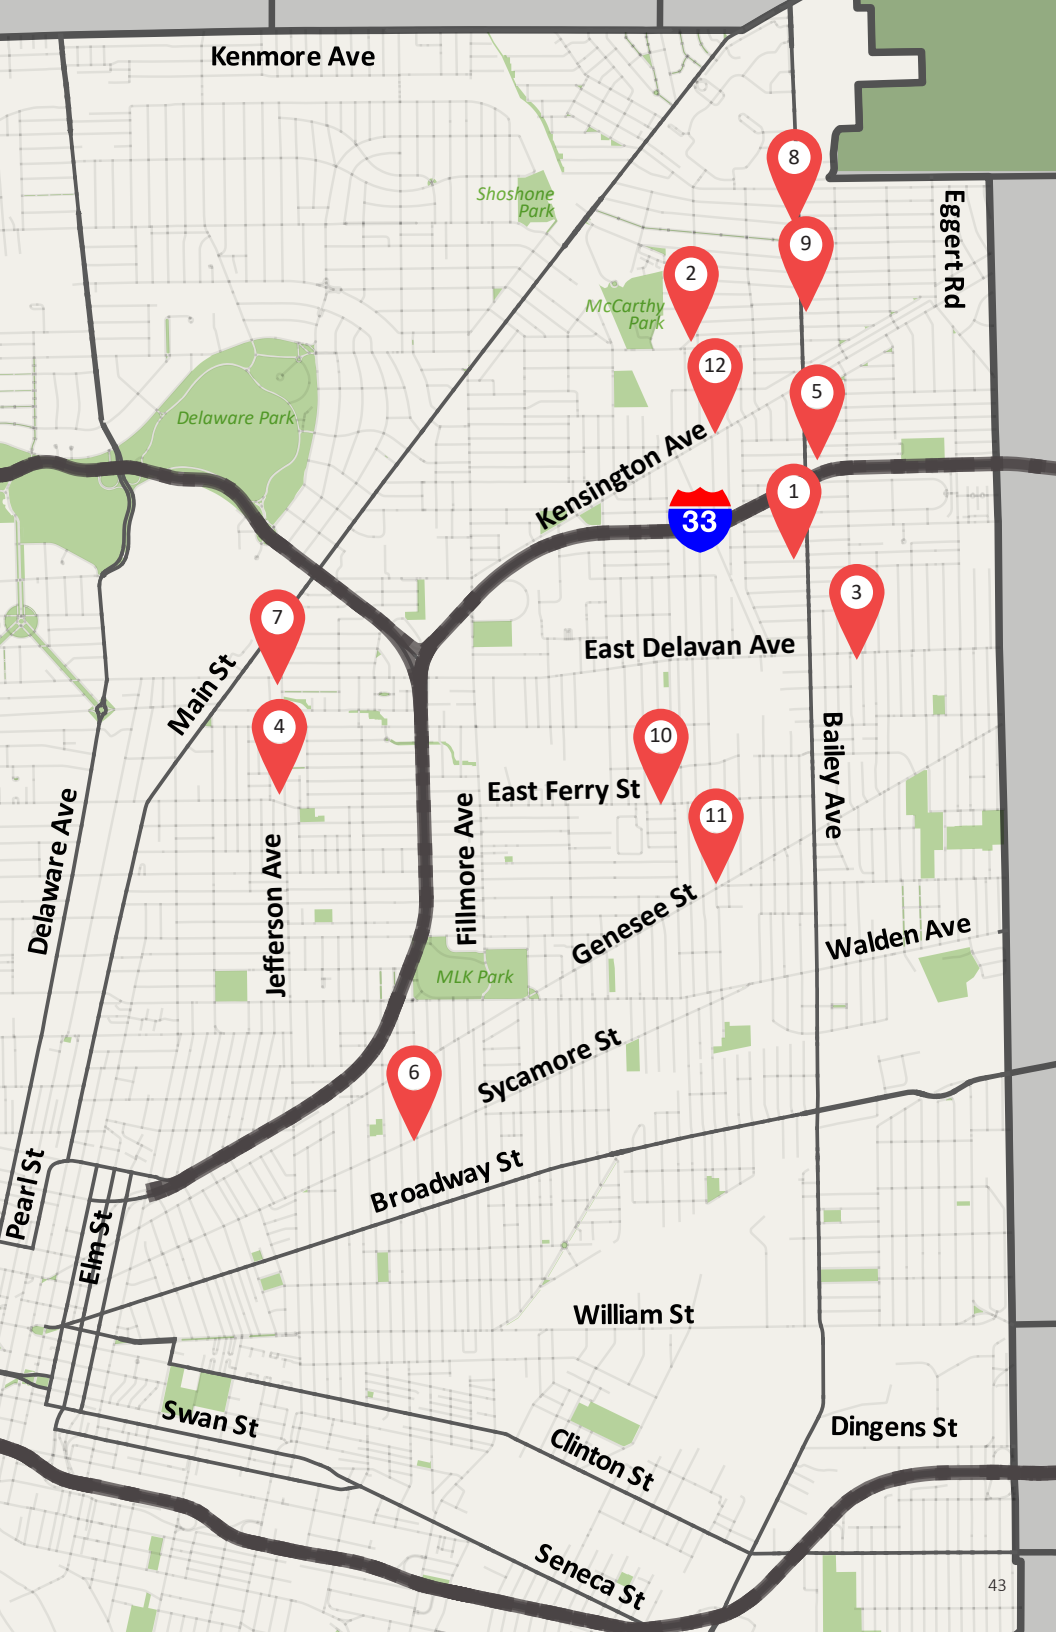 Kenmore Ave
8
Shoshone
Park
Eggert Rd
9
2
McCarthy
Park
12
5
Delaware Park
Kensington Ave
1
33
3
7
East Delavan Ave
Main St
4
10
Bailey Ave
East Ferry St
11
Delaware Ave
Fillmore Ave
Jefferson Ave
Genesee St
Walden Ave
MLK Park
Sycamore St
6
Broadway St
Pearl St
Elm St
William St
Swan St
Dingens St
Clinton St
Seneca St
43